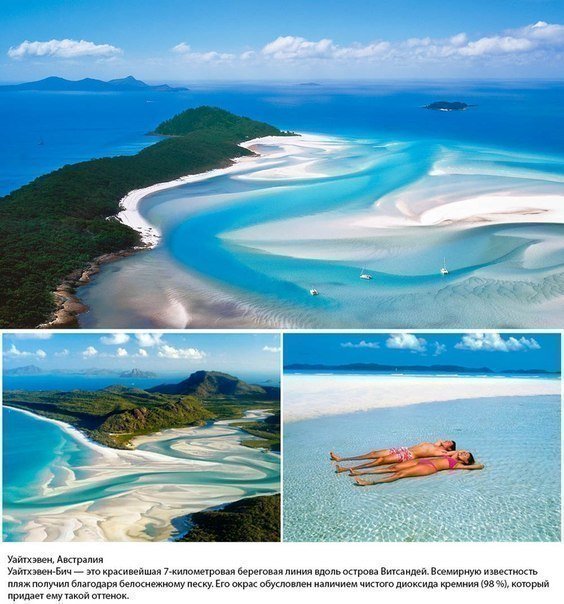 Уайтхэвен, Австралия
Уайтхэвен-Бич — это красивейшая 7-километровая береговая линия вдоль острова Витсандей. Всемирную известность
пляж получил благодаря белоснежному песку. Его окрас обусловлен наличием чистого диоксида кремния (98 %), который
придает ему такой оттенок.